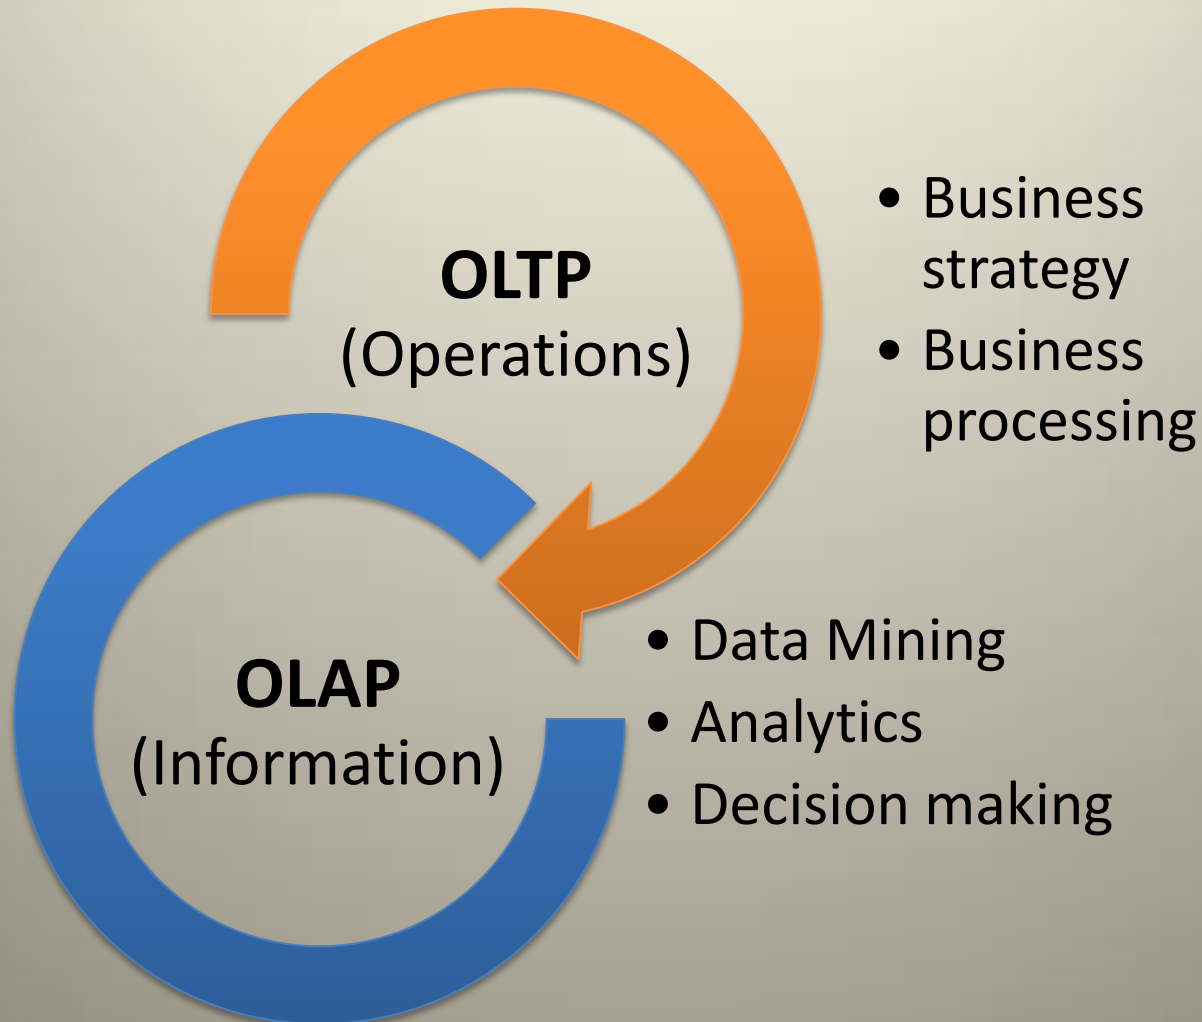 OLTP
(Operations)
• Business
strategy
• Business
processing
OLAP
(Information)
• Data Mining
• Analytics
• Decision making